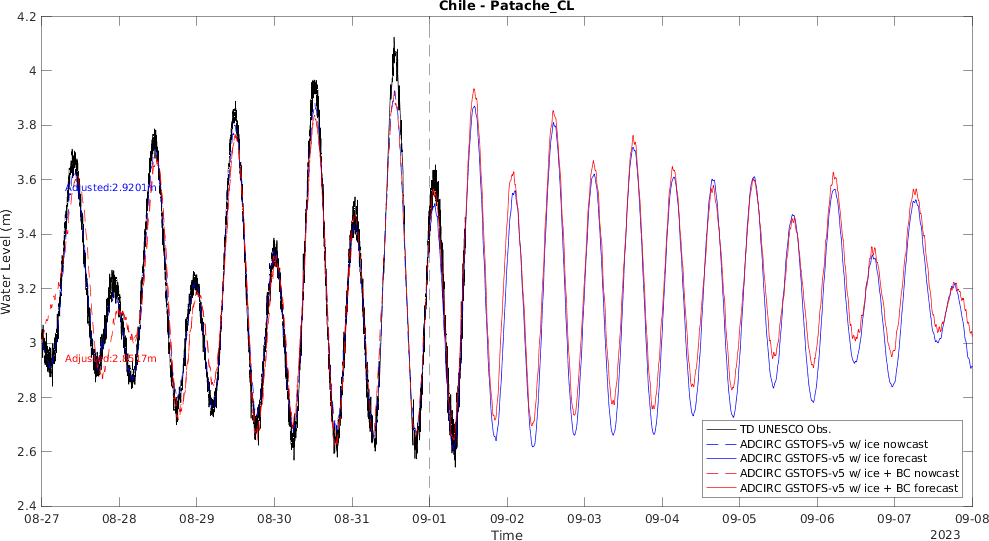 Chile - Patache_CL
4.2
4
3.8
3.6
3.4
3.2
3
2.8
2.6
2.4
Water Level (m)
Adjusted:2.9201m
TD UNESCO Obs.
ADCIRC GSTOFS-v5 w/ ice nowcast
ADCIRC GSTOFS-v5 w/ ice forecast
ADCIRC GSTOFS-v5 w/ ice + BC nowcast
ADCIRC GSTOFS-v5 w/ ice + BC forecast
08-27 08-28 08-29 08-30 08-31 09-01 09-02 09-03 09-04 09-05 09-06 09-07 09-08
Time
2023